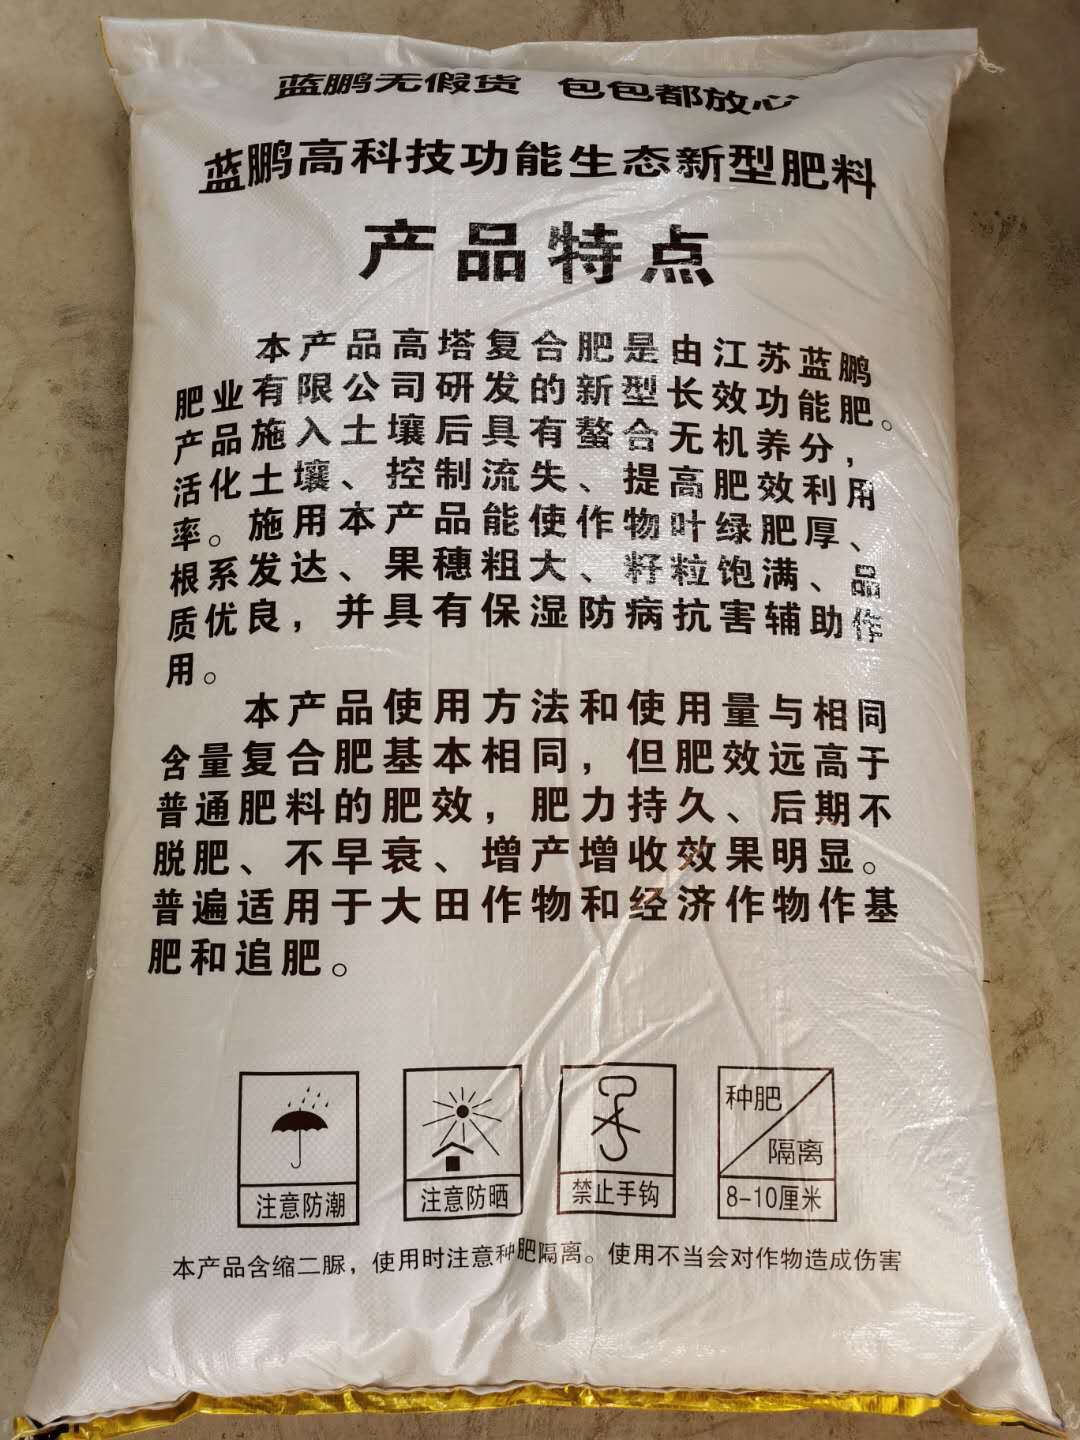 蓝鹏无假货 包包都放心
蓝鹏高科技功能生态新型肥料
产品特点
本产品高塔复合肥是由江苏蓝鹏
肥业有限公司研发的新型长效功能肥。
产品施入土壤后具有螯合无机养分，
活化土壤、控制流失、提高肥效利用
率。施用本产品能使作物叶绿肥厚、
根系发达、果穗粗大、籽粒饱满、品
质优良，并具有保湿防病抗害辅助作
用。
本产品使用方法和使用量与相同
含量复合肥基本相同，但肥效远高于
普通肥料的肥效，肥力持久、后期不
脱肥、不早衰、增产增收效果明显。
普遍适用于大田作物和经济作物作基
肥和追肥。
种肥
隔离
注意防潮 注意防晒 禁止手钩 8-10厘米
本产品含缩二脲，使用时注意种肥隔离。使用不当会对作物造成伤害